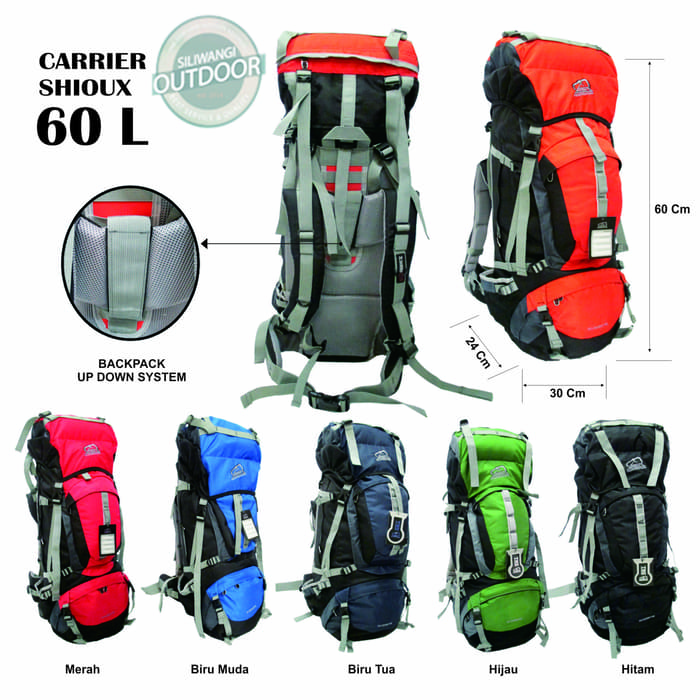 CARRIER
SHIOUX
60 L
SILIWANGI
OUTDOOR
60 Cm
24 Cm
30 Cm
BACKPACK
UP DOWN SYSTEM
Merah
Biru Muda
Biru Tua
Hijau
Hitam